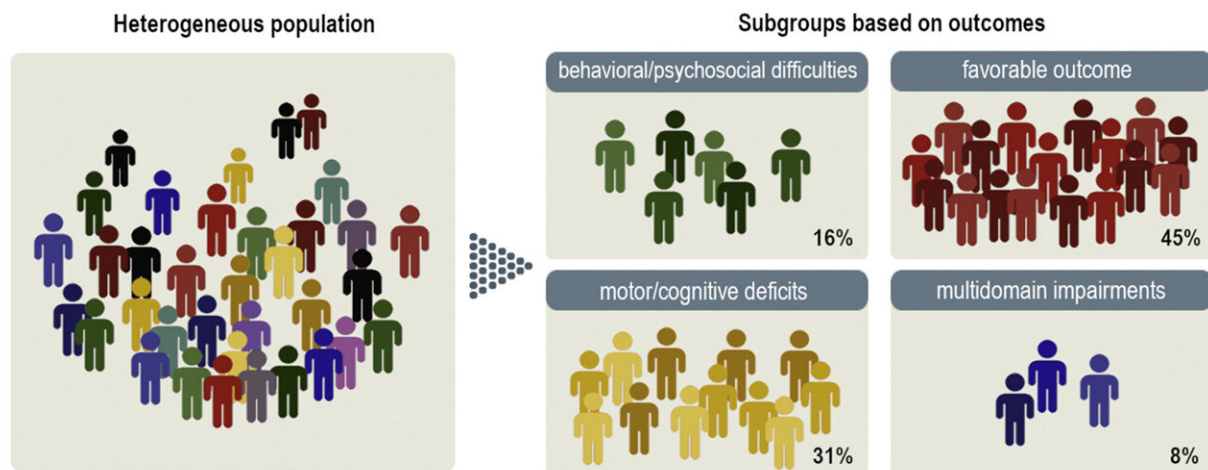 Heterogeneous population
Subgroups based on outcomes
behavioral/psychosocial difficulties
16%
favorable outcome
45%
motor/cognitive deficits
31%
multidomain impairments
8%